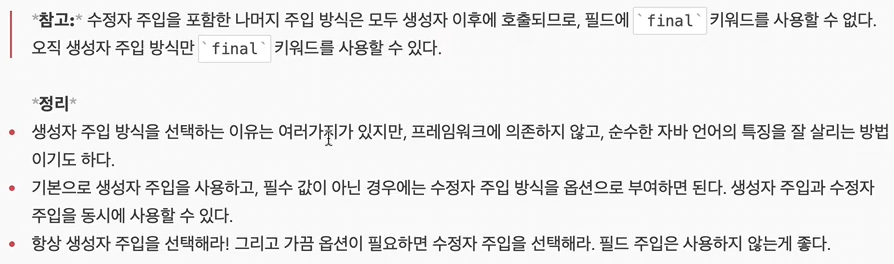 *참고:* 수정자 주입을 포함한 나머지 주입 방식은 모두 생성자 이후에 호출되므로, 필드에 `final` 키워드를 사용할 수 없다.
오직 생성자 주입 방식만 `final` 키워드를 사용할 수 있다.
*정리*
• 생성자 주입 방식을 선택하는 이유는 여러가지가 있지만, 프레임워크에 의존하지 않고, 순수한 자바 언어의 특징을 잘 살리는 방법
이기도 하다.
• 기본으로 생성자 주입을 사용하고, 필수 값이 아닌 경우에는 수정자 주입 방식을 옵션으로 부여하면 된다. 생성자 주입과 수정자
주입을 동시에 사용할 수 있다.
• 항상 생성자 주입을 선택해라! 그리고 가끔 옵션이 필요하면 수정자 주입을 선택해라. 필드 주입은 사용하지 않는게 좋다.